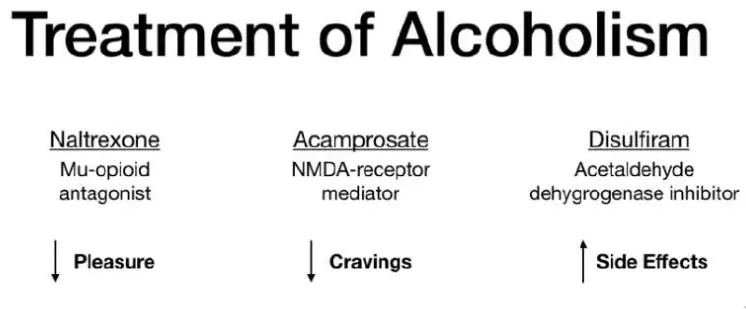 Treatment of Alcoholism
Naltrexone
Mu-opioid
antagonist
Pleasure
Acamprosate
NMDA-receptor
mediator
Cravings
Disulfiram
Acetaldehyde
dehygrogenase inhibitor
Side Effects